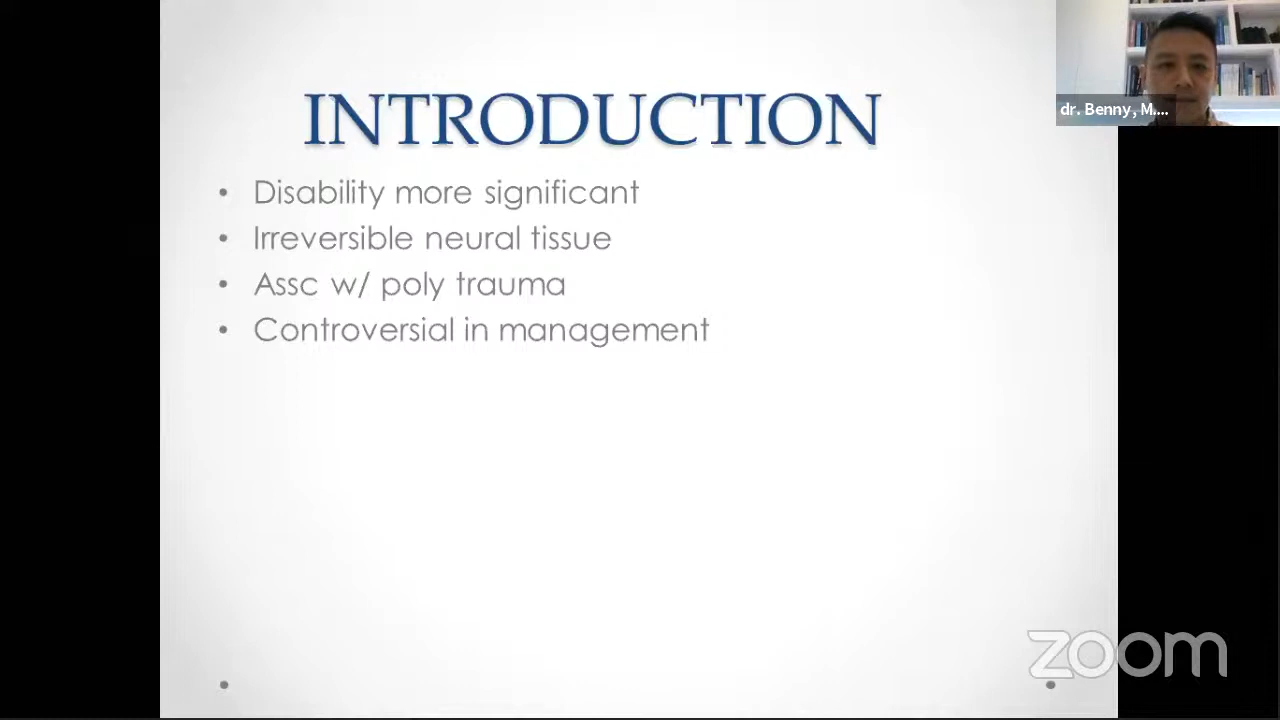 INTRODUCTION
• Disability more significant
• Irreversible neural tissue
• Assc w/ poly trauma
• Controversial in management
dr. Benny, M....
zoom